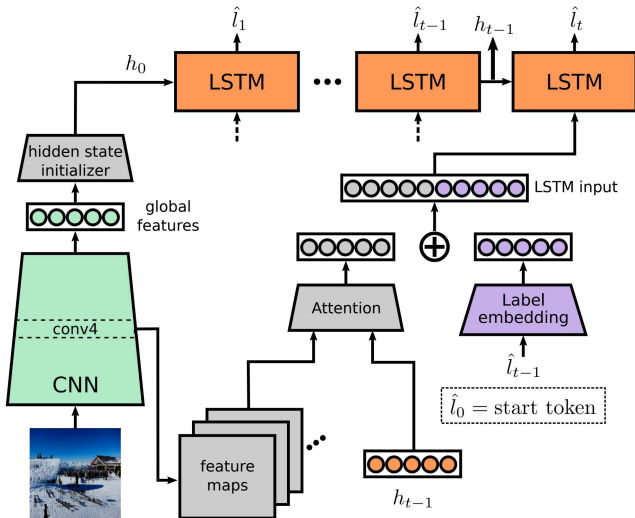 l̂₁
l̂ₜ₋₁
hₜ₋₁
l̂ₜ
h₀
LSTM
LSTM
LSTM
hidden state
initializer
LSTM input
global
features
conv4
Attention
Label
embedding
CNN
l̂ₜ₋₁
l̂₀ = start token
feature
maps
hₜ₋₁